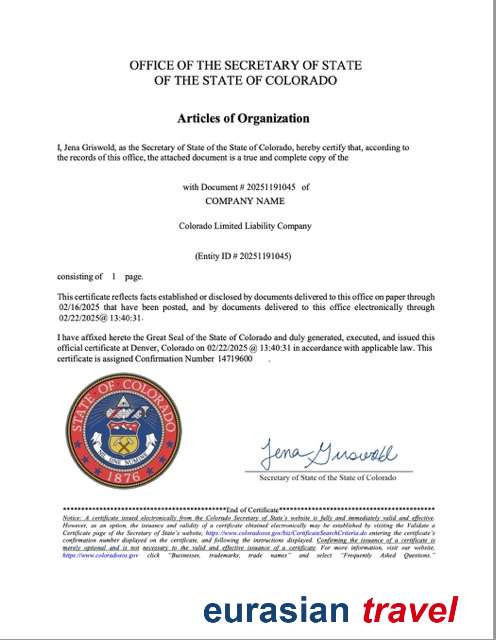 OFFICE OF THE SECRETARY OF STATE
OF THE STATE OF COLORADO
Articles of Organization
I, Jena Griswold, as the Secretary of State of the State of Colorado, hereby certify that, according to
the records of this office, the attached document is a true and complete copy of the
with Document # 20251191045 of
COMPANY NAME
Colorado Limited Liability Company
(Entity ID # 20251191045)
consisting of 1 page.
This certificate reflects facts established or disclosed by documents delivered to this office on paper through
02/16/2025 that have been posted, and by documents delivered to this office electronically through
02/22/2025@ 13:40:31.
I have affixed hereto the Great Seal of the State of Colorado and duly generated, executed, and issued this
official certificate at Denver, Colorado on 02/22/2025 @ 13:40:31 in accordance with applicable law. This
certificate is assigned Confirmation Number 14719600 .
STATE OF COLORADO
NIL SINE NUMINE
1876
Jena Griswold
Secretary of State of the State of Colorado
*******************************************End of Certificate*******************************************
Notice: A certificate issued electronically from the Colorado Secretary of State's website is fully and immediately valid and effective.
However, as an option, the issuance and validity of a certificate obtained electronically may be established by visiting the Validate a
Certificate page of the Secretary of State's website, https://www.coloradosos.gov/biz/CertificateSearchCriteria.do entering the certificate's
confirmation number displayed on the certificate, and following the instructions displayed. Confirming the issuance of a certificate is
merely optional and is not necessary to the valid and effective issuance of a certificate. For more information, visit our website,
https://www.coloradosos.gov click "Businesses, trademarks, trade names" and select "Frequently Asked Questions."
eurasian travel